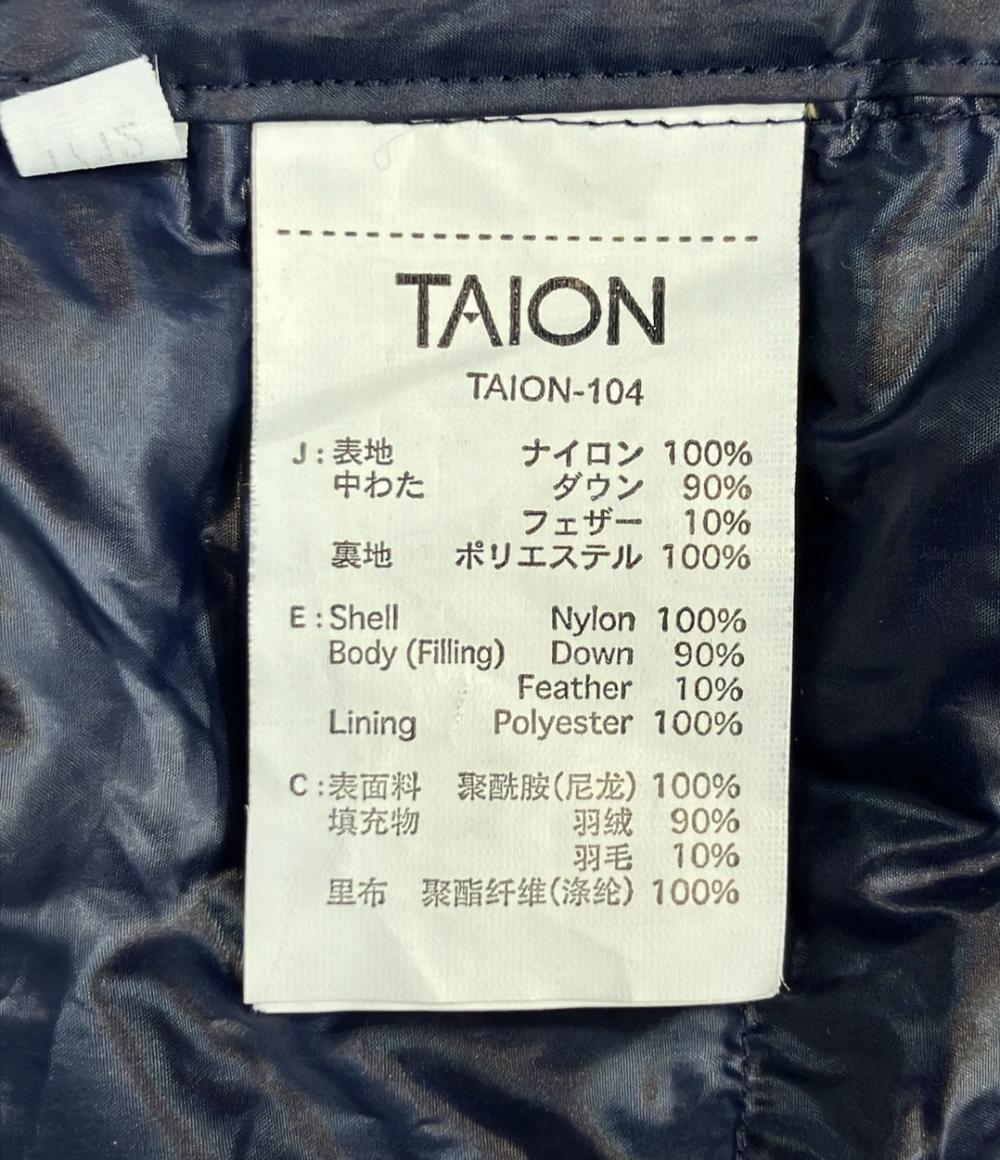 TAION
TAION-104
J：表地 ナイロン 100%
中わた ダウン 90%
フェザー 10%
裏地 ポリエステル 100%
E：Shell Nylon 100%
Body (Filling) Down 90%
Feather 10%
Lining Polyester 100%
C：表面料 聚酰胺(尼龙) 100%
填充物 羽绒 90%
羽毛 10%
里布 聚酯纤维(涤纶) 100%